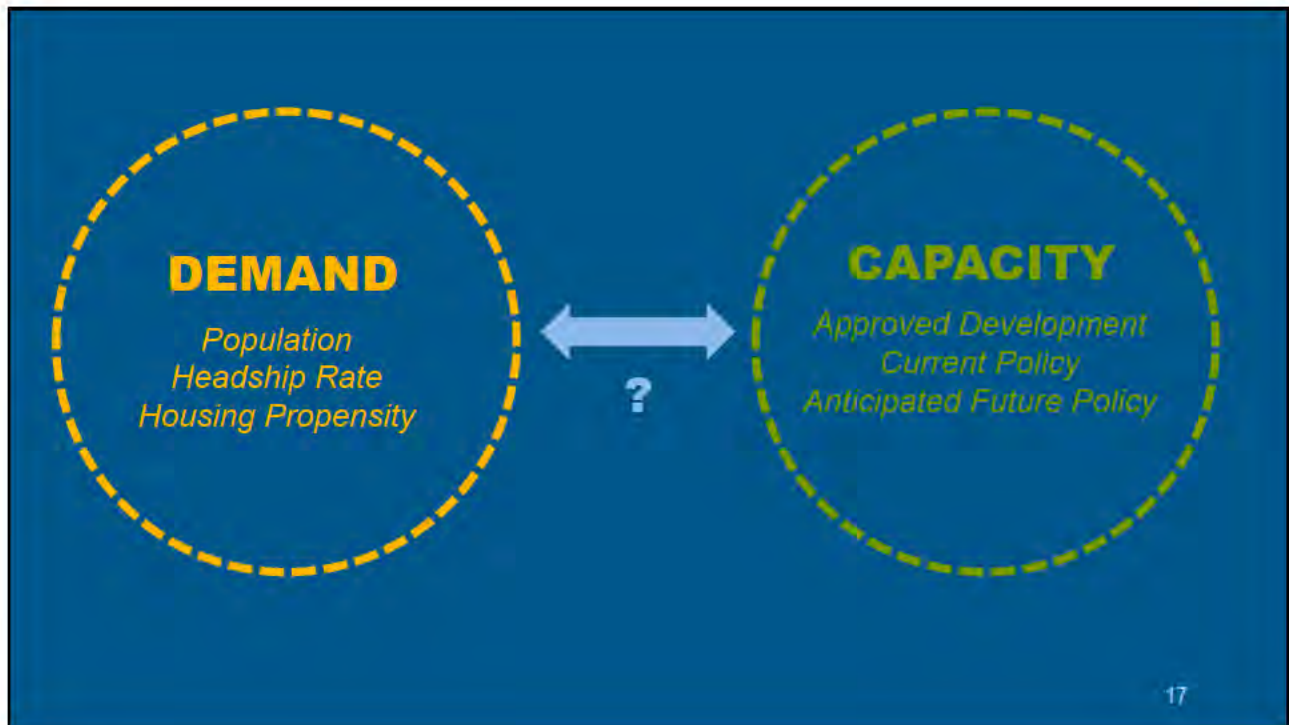 DEMAND
Population
Headship Rate
Housing Propensity
?
CAPACITY
Approved Development
Current Policy
Anticipated Future Policy
17